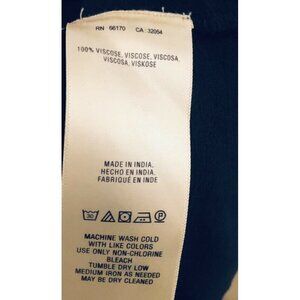 RN 66170 CA 32054
100% VISCOSE, VISCOSE, VISCOSA,
VISCOSA, VISKOSE
MADE IN INDIA.
HECHO EN INDIA.
FABRIQUÉ EN INDE
30
MACHINE WASH COLD
WITH LIKE COLORS
USE ONLY NON-CHLORINE
BLEACH
TUMBLE DRY LOW
MEDIUM IRON AS NEEDED
MAY BE DRY CLEANED